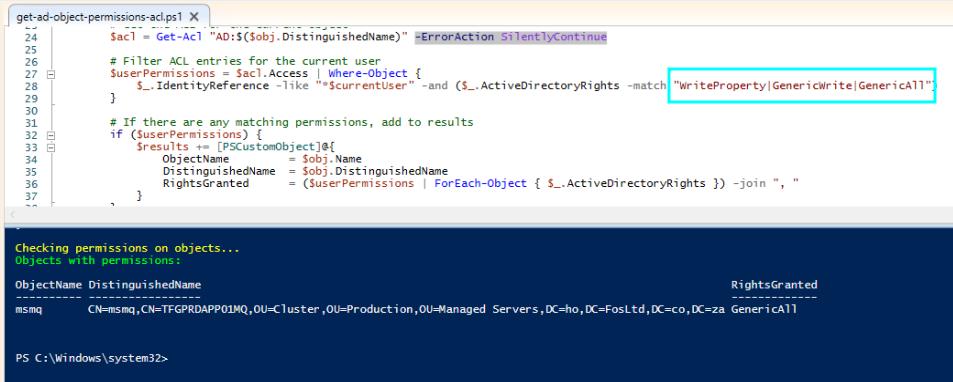 get-ad-object-permissions-acl.ps1
24 $acl = Get-Acl "AD:$($obj.DistinguishedName)" -ErrorAction SilentlyContinue
25
26 # Filter ACL entries for the current user
27 $userPermissions = $acl.Access | Where-Object {
28 $_.IdentityReference -like "*$currentUser" -and ($_.ActiveDirectoryRights -match "WriteProperty|GenericWrite|GenericAll")
29 }
30
31 # If there are any matching permissions, add to results
32 if ($userPermissions) {
33 $results += [PSCustomObject]@{
34 ObjectName = $obj.Name
35 DistinguishedName = $obj.DistinguishedName
36 RightsGranted = ($userPermissions | ForEach-Object { $_.ActiveDirectoryRights }) -join ", "
37 }
Checking permissions on objects...
Objects with permissions:
ObjectName DistinguishedName RightsGranted
---------- ----------------- -------------
msmq CN=msmq,CN=TFGPRDAPP01MQ,OU=Cluster,OU=Production,OU=Managed Servers,DC=ho,DC=FosLtd,DC=co,DC=za GenericAll
PS C:\Windows\system32>